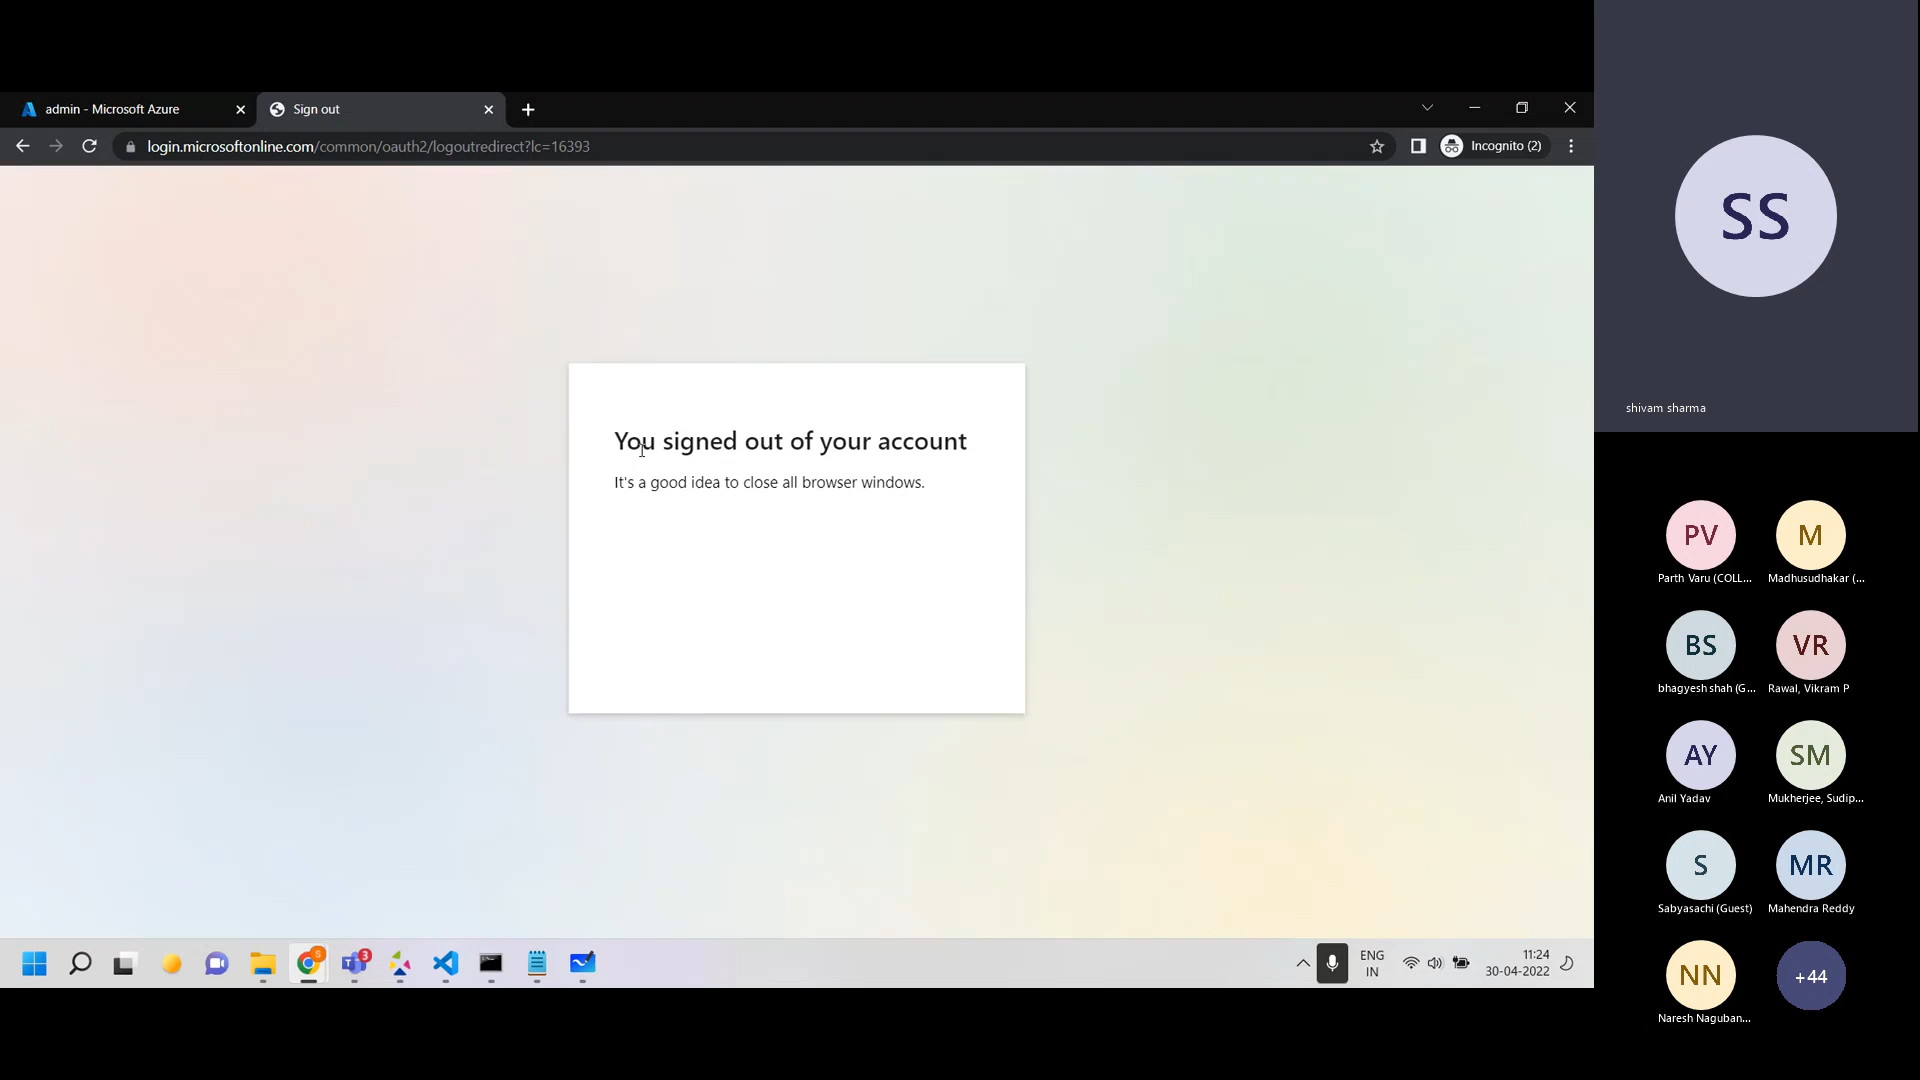 admin - Microsoft Azure
Sign out
login.microsoftonline.com/common/oauth2/logoutredirect?lc=16393
Incognito (2)
You signed out of your account
It's a good idea to close all browser windows.
S
3
ENG
IN
11:24
30-04-2022
SS
shivam sharma
PV
M
Parth Varu (COLL...
Madhusudhakar (...
BS
VR
bhagyesh shah (G...
Rawal, Vikram P
AY
SM
Anil Yadav
Mukherjee, Sudip...
S
MR
Sabyasachi (Guest)
Mahendra Reddy
NN
+44
Naresh Naguban...